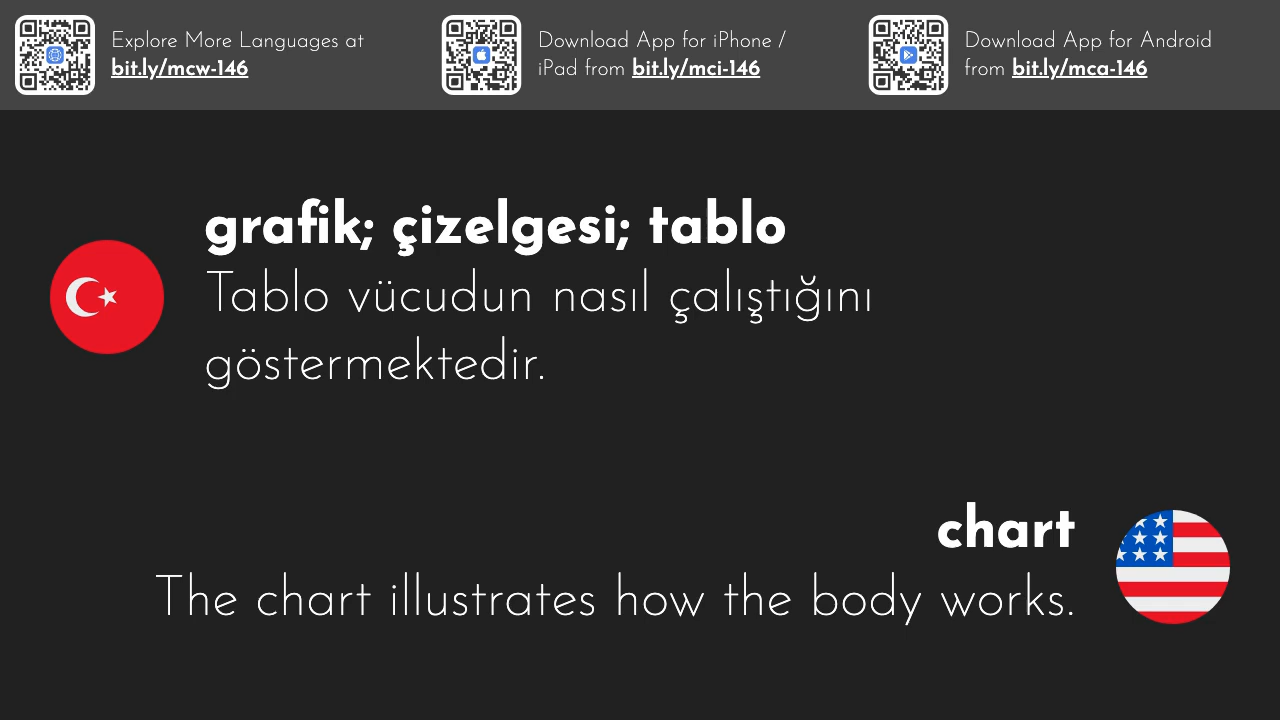 Explore More Languages at
bit.ly/mcw-146
Download App for iPhone /
iPad from bit.ly/mci-146
Download App for Android
from bit.ly/mca-146
grafik; çizelgesi; tablo
Tablo vücudun nasıl çalıştığını
göstermektedir.
chart
The chart illustrates how the body works.